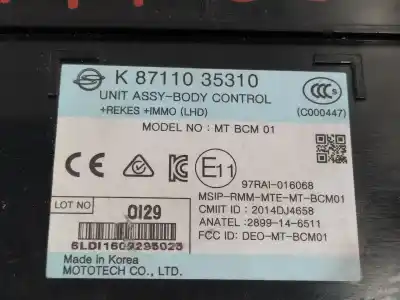 K 87110 35310
UNIT ASSY-BODY CONTROL
+REKES +IMMO (LHD)
(C000447)
MODEL NO : MT BCM 01
E11
97RAI-016068
MSIP-RMM-MTE-MT-BCM01
CMIIT ID : 2014DJ4658
ANATEL : 2899-14-6511
FCC ID : DEO-MT-BCM01
LOT NO
0129
Made in Korea
MOTOTECH CO., LTD.